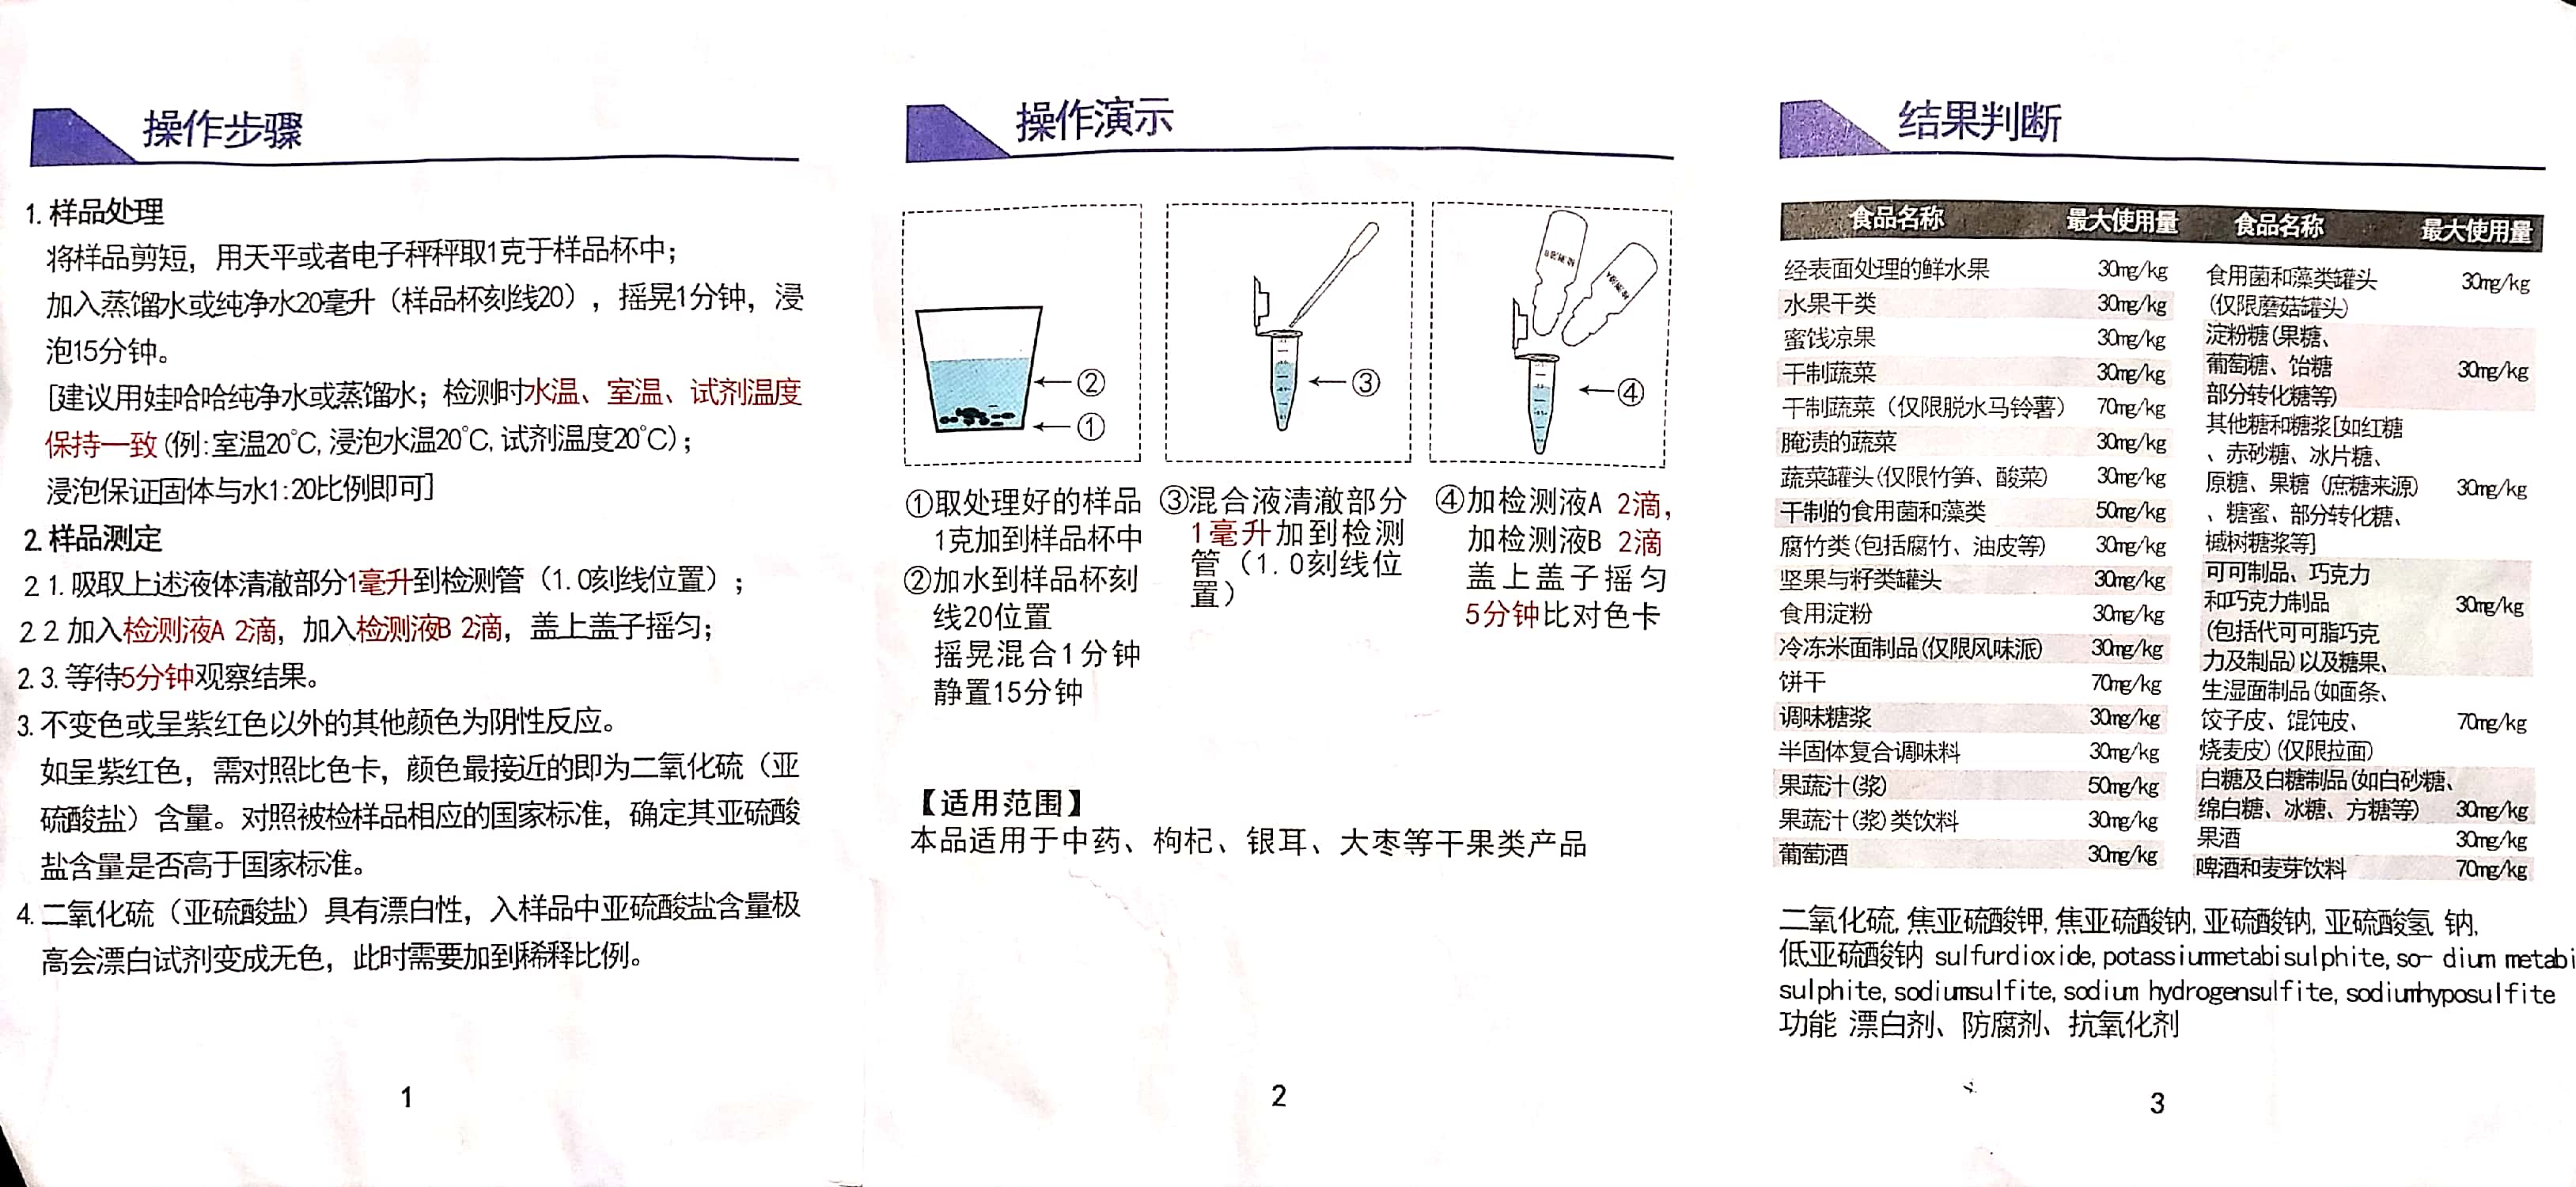 操作步骤
1. 样品处理
将样品剪短，用天平或者电子秤秤取1克于样品杯中；
加入蒸馏水或纯净水20毫升（样品杯刻线20），摇晃1分钟，浸
泡15分钟。
[建议用娃哈哈纯净水或蒸馏水；检测时水温、室温、试剂温度
保持一致(例:室温20℃,浸泡水温20℃,试剂温度20℃)；
浸泡保证固体与水1:20比例即可]
2. 样品测定
2 1. 吸取上述液体清澈部分1毫升到检测管（1.0刻线位置）；
2 2 加入检测液A 2滴，加入检测液B 2滴，盖上盖子摇匀；
2.3. 等待5分钟观察结果。
3. 不变色或呈紫红色以外的其他颜色为阴性反应。
如呈紫红色，需对照比色卡，颜色最接近的即为二氧化硫（亚
硫酸盐）含量。对照被检样品相应的国家标准，确定其亚硫酸
盐含量是否高于国家标准。
4. 二氧化硫（亚硫酸盐）具有漂白性，入样品中亚硫酸盐含量极
高会漂白试剂变成无色，此时需要加到稀释比例。
1
操作演示
②
①
③
④
①取处理好的样品
1克加到样品杯中
②加水到样品杯刻
线20位置
摇晃混合1分钟
静置15分钟
③混合液清澈部分
1毫升加到检测
管（1.0刻线位
置）
④加检测液A 2滴，
加检测液B 2滴
盖上盖子摇匀
5分钟比对色卡
【适用范围】
本品适用于中药、枸杞、银耳、大枣等干果类产品
2
结果判断
食品名称 最大使用量 食品名称 最大使用量
经表面处理的鲜水果 30mg/kg
水果干类 30mg/kg
蜜饯凉果 30mg/kg
干制蔬菜 30mg/kg
干制蔬菜（仅限脱水马铃薯） 70mg/kg
腌渍的蔬菜 30mg/kg
蔬菜罐头(仅限竹笋、酸菜) 30mg/kg
干制的食用菌和藻类 50mg/kg
腐竹类(包括腐竹、油皮等) 30mg/kg
坚果与籽类罐头 30mg/kg
食用淀粉 30mg/kg
冷冻米面制品(仅限风味派) 30mg/kg
饼干 70mg/kg
调味糖浆 30mg/kg
半固体复合调味料 30mg/kg
果蔬汁(浆) 50mg/kg
果蔬汁(浆)类饮料 30mg/kg
葡萄酒 30mg/kg
食用菌和藻类罐头 30mg/kg
(仅限蘑菇罐头)
淀粉糖(果糖、
葡萄糖、饴糖 30mg/kg
部分转化糖等)
其他糖和糖浆[如红糖
、赤砂糖、冰片糖、
原糖、果糖（庶糖来源） 30mg/kg
、糖蜜、部分转化糖、
槭树糖浆等]
可可制品、巧克力
和巧克力制品 30mg/kg
(包括代可可脂巧克
力及制品)以及糖果、
生湿面制品(如面条、
饺子皮、馄饨皮、 70mg/kg
烧麦皮)(仅限拉面)
白糖及白糖制品(如白砂糖、
绵白糖、冰糖、方糖等) 30mg/kg
果酒 30mg/kg
啤酒和麦芽饮料 70mg/kg
二氧化硫,焦亚硫酸钾,焦亚硫酸钠,亚硫酸钠,亚硫酸氢 钠,
低亚硫酸钠 sulfurdioxide, potassiummetabisulphite, so- dium metabi
sulphite, sodiumsulfite, sodium hydrogensulfite, sodiumhyposulfite
功能 漂白剂、防腐剂、抗氧化剂
3